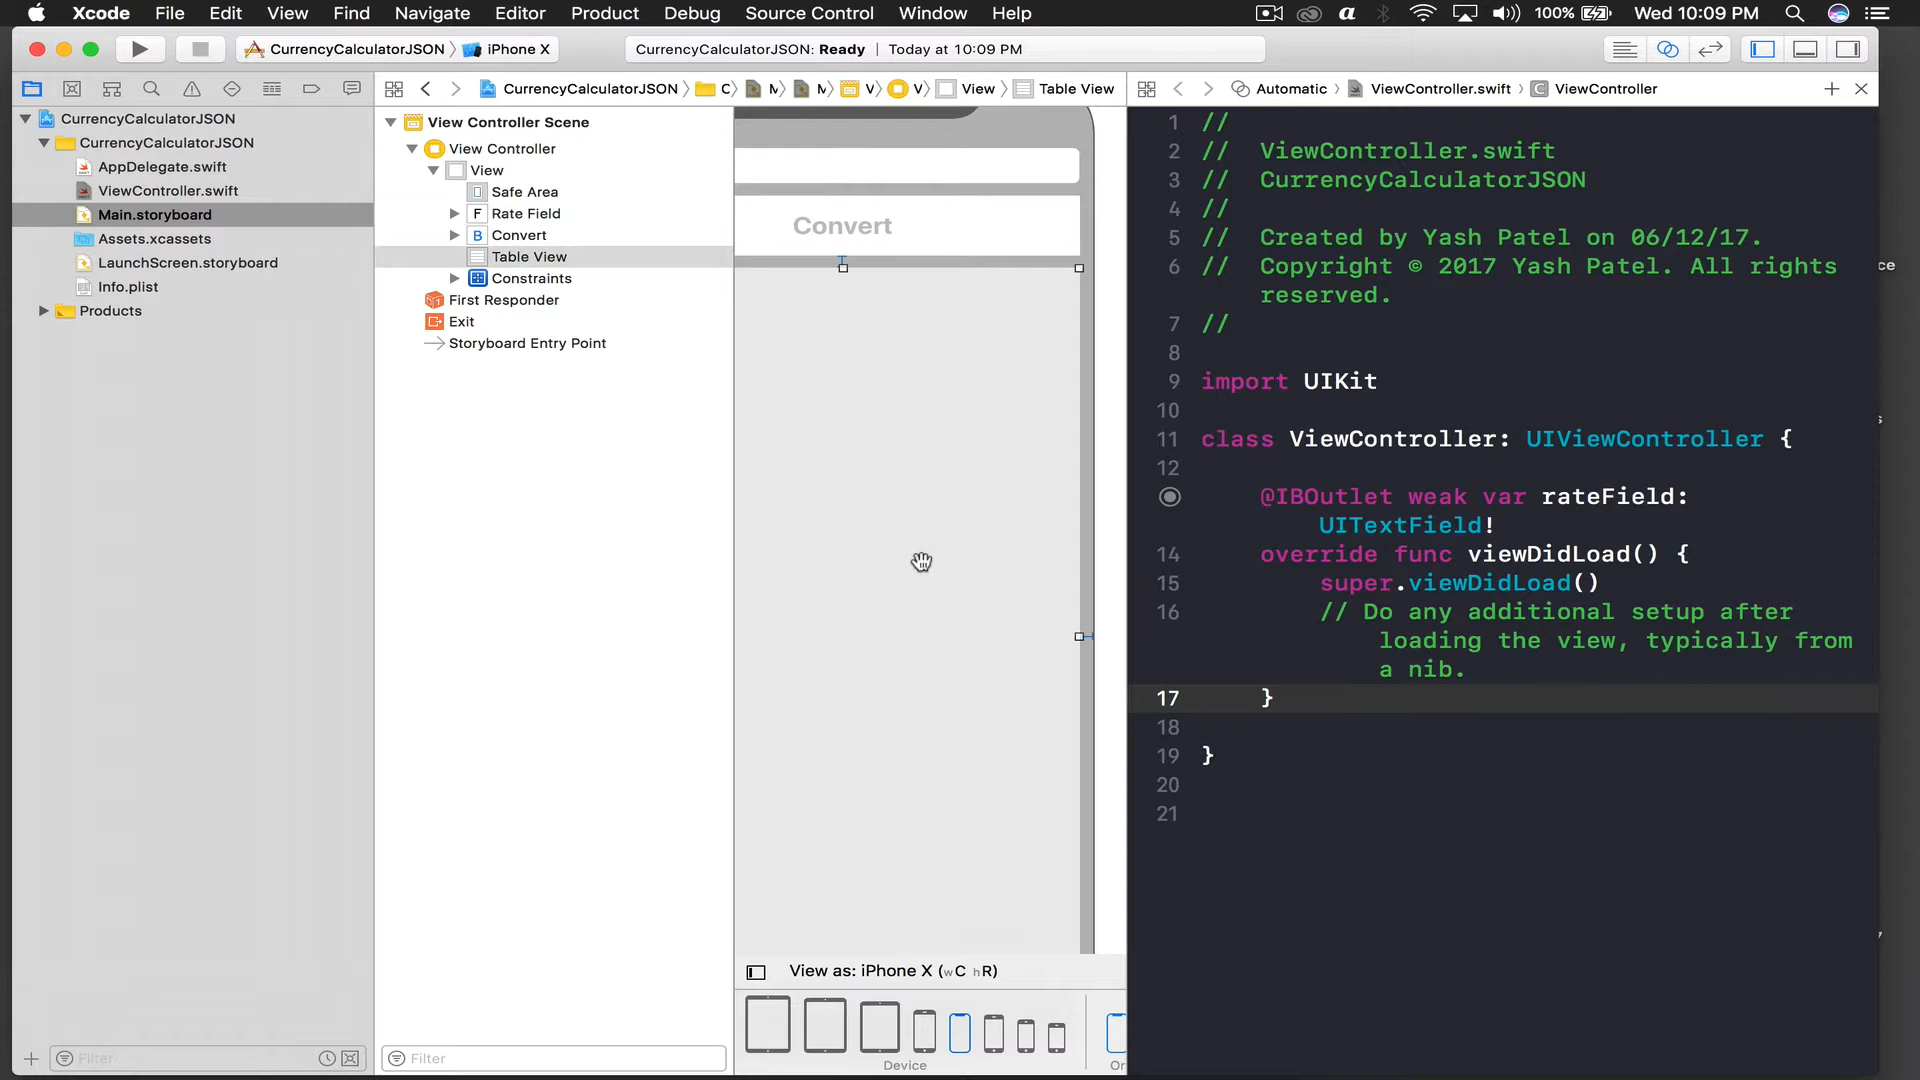 Xcode File Edit View Find Navigate Editor Product Debug Source Control Window Help
100% Wed 10:09 PM
CurrencyCalculatorJSON iPhone X
CurrencyCalculatorJSON: Ready | Today at 10:09 PM
CurrencyCalculatorJSON C M M V V View Table View
Automatic ViewController.swift C ViewController
CurrencyCalculatorJSON
CurrencyCalculatorJSON
AppDelegate.swift
ViewController.swift
Main.storyboard
Assets.xcassets
LaunchScreen.storyboard
Info.plist
Products
Filter
View Controller Scene
View Controller
View
Safe Area
F Rate Field
B Convert
Table View
Constraints
First Responder
Exit
Storyboard Entry Point
Filter
Convert
View as: iPhone X (wC hR)
Device
Or
1 //
2 // ViewController.swift
3 // CurrencyCalculatorJSON
4 //
5 // Created by Yash Patel on 06/12/17.
6 // Copyright © 2017 Yash Patel. All rights
reserved.
7 //
8
9 import UIKit
10
11 class ViewController: UIViewController {
12
@IBOutlet weak var rateField:
UITextField!
14 override func viewDidLoad() {
15 super.viewDidLoad()
16 // Do any additional setup after
loading the view, typically from
a nib.
17 }
18
19 }
20
21
ce
s